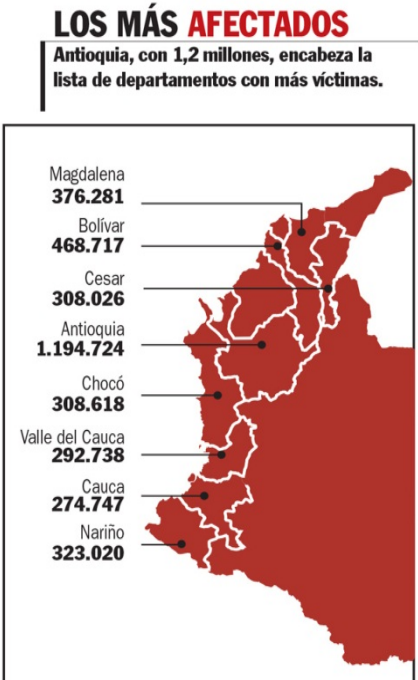 LOS MÁS AFECTADOS
Antioquia, con 1,2 millones, encabeza la
lista de departamentos con más víctimas.
Magdalena
376.281
Bolívar
468.717
Cesar
308.026
Antioquia
1.194.724
Chocó
308.618
Valle del Cauca
292.738
Cauca
274.747
Nariño
323.020